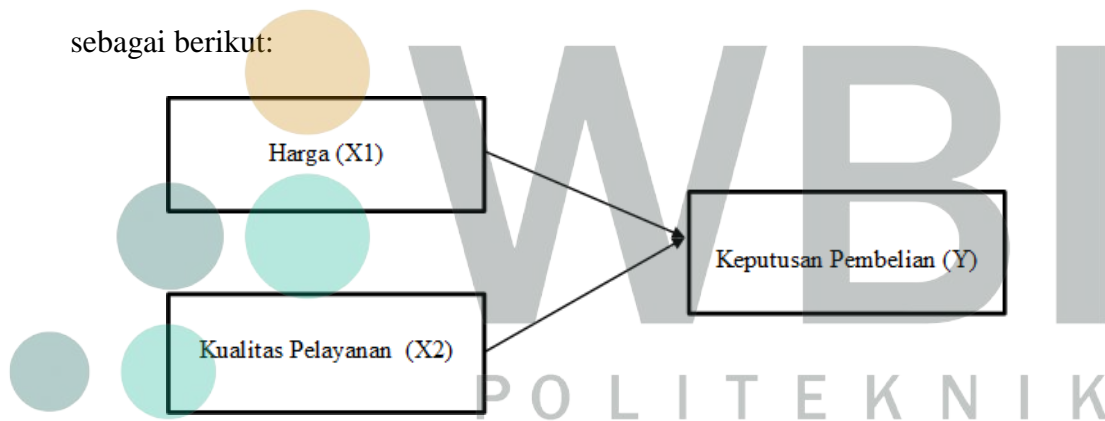 sebagai berikut:
WBI
Harga (X1)
Keputusan Pembelian (Y)
Kualitas Pelayanan (X2)
POLITEKNIK